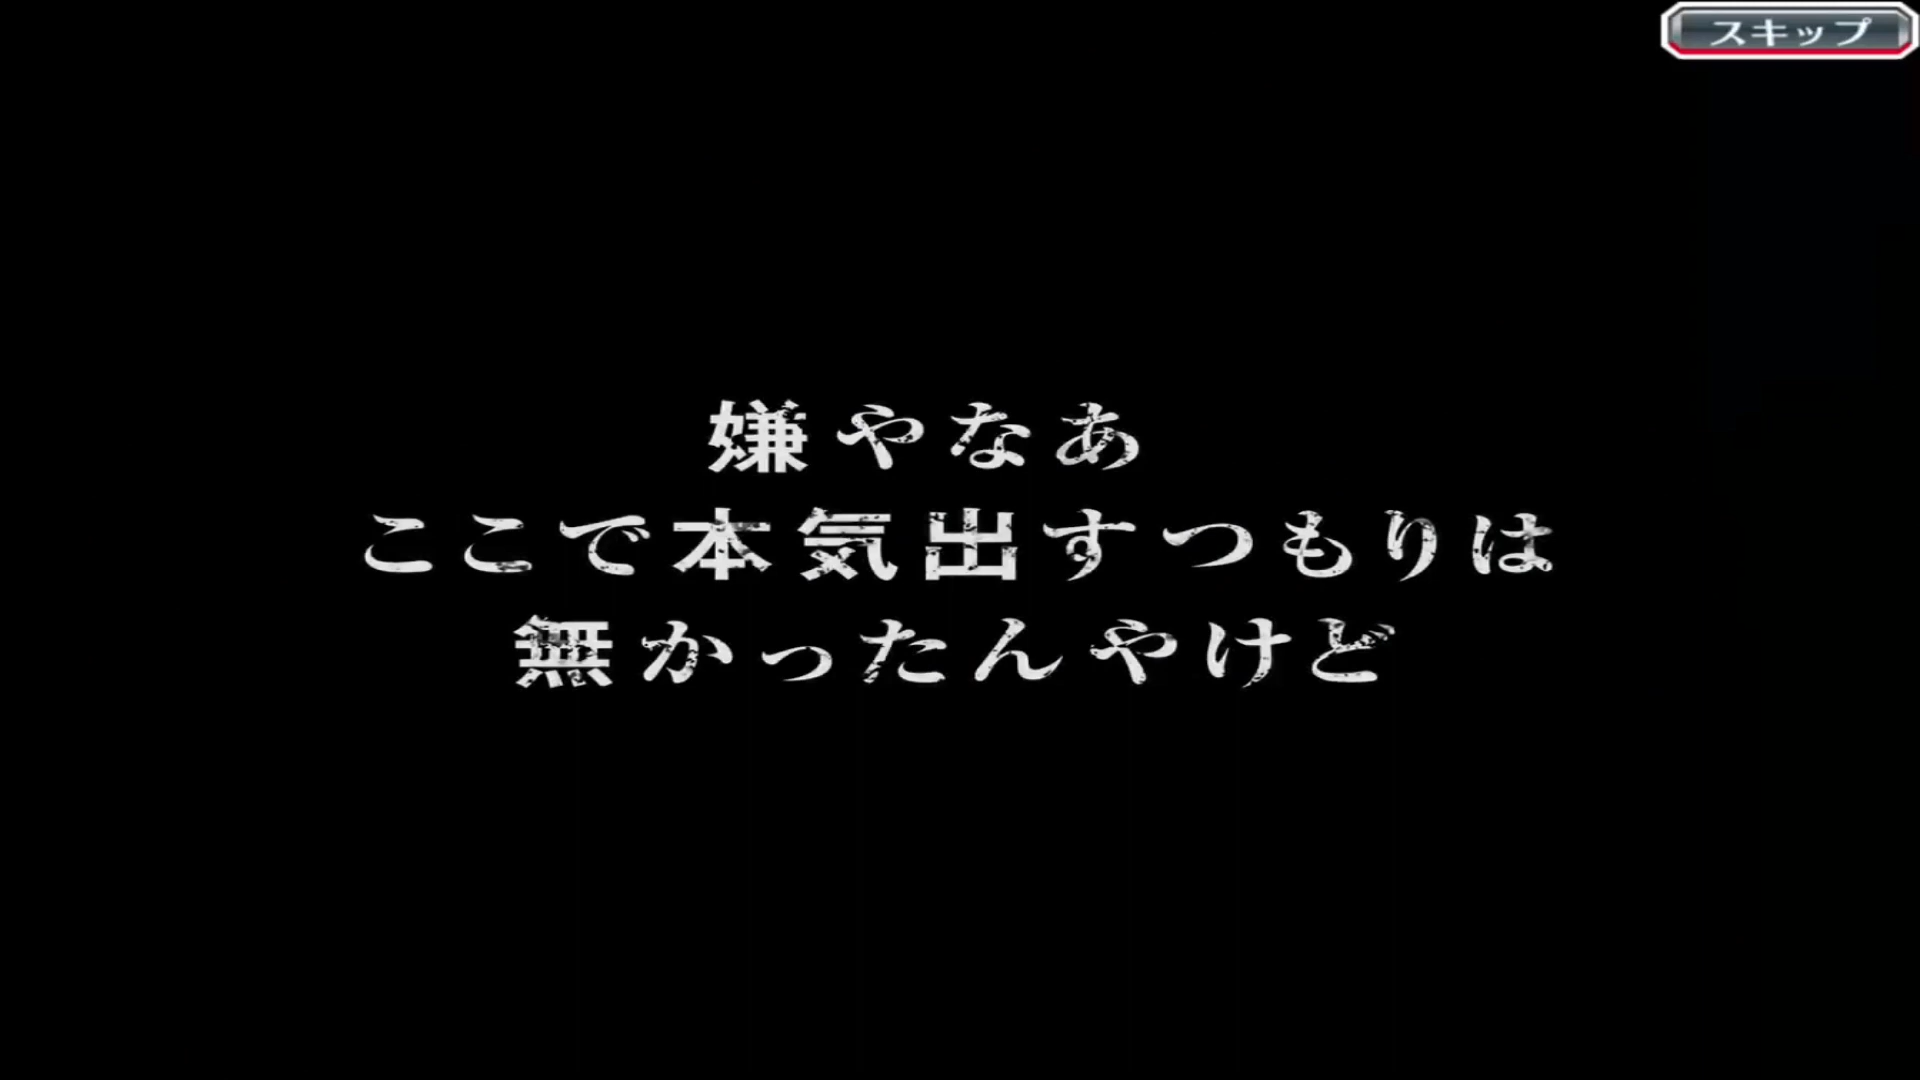 スキップ
嫌やなあ
ここで本気出すつもりは
無かったんやけど